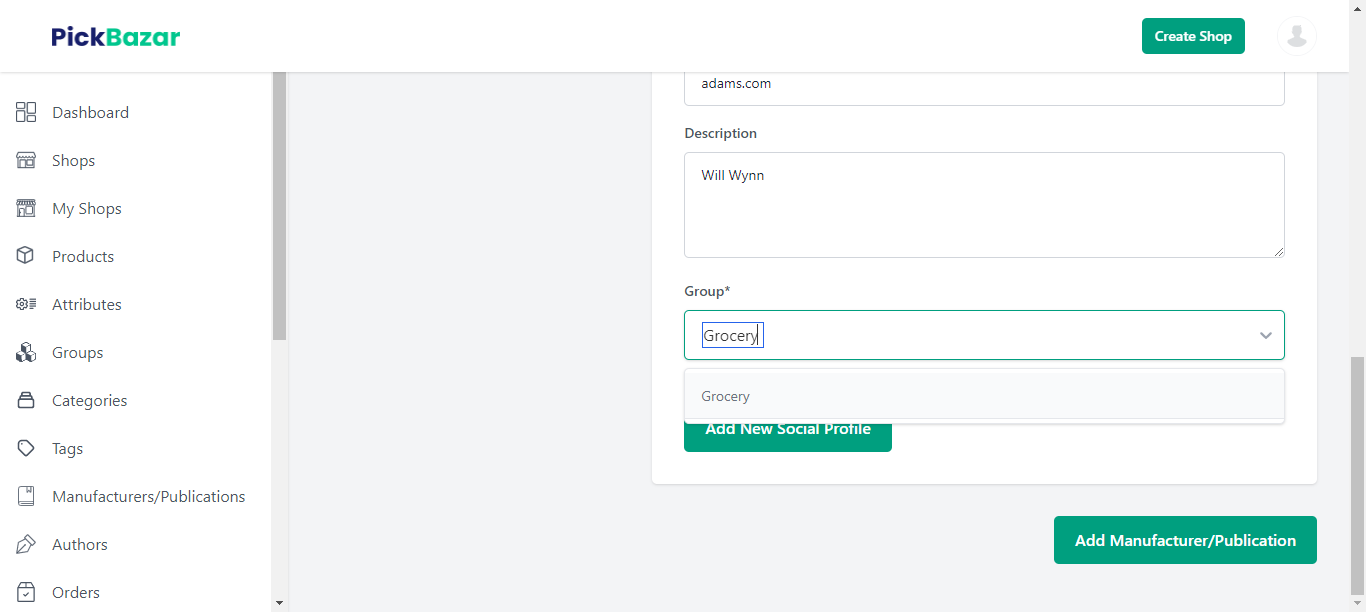 PickBazar
Create Shop
Dashboard
Shops
My Shops
Products
Attributes
Groups
Categories
Tags
Manufacturers/Publications
Authors
Orders
adams.com
Description
Will Wynn
Group*
Grocery
Grocery
Add New Social Profile
Add Manufacturer/Publication